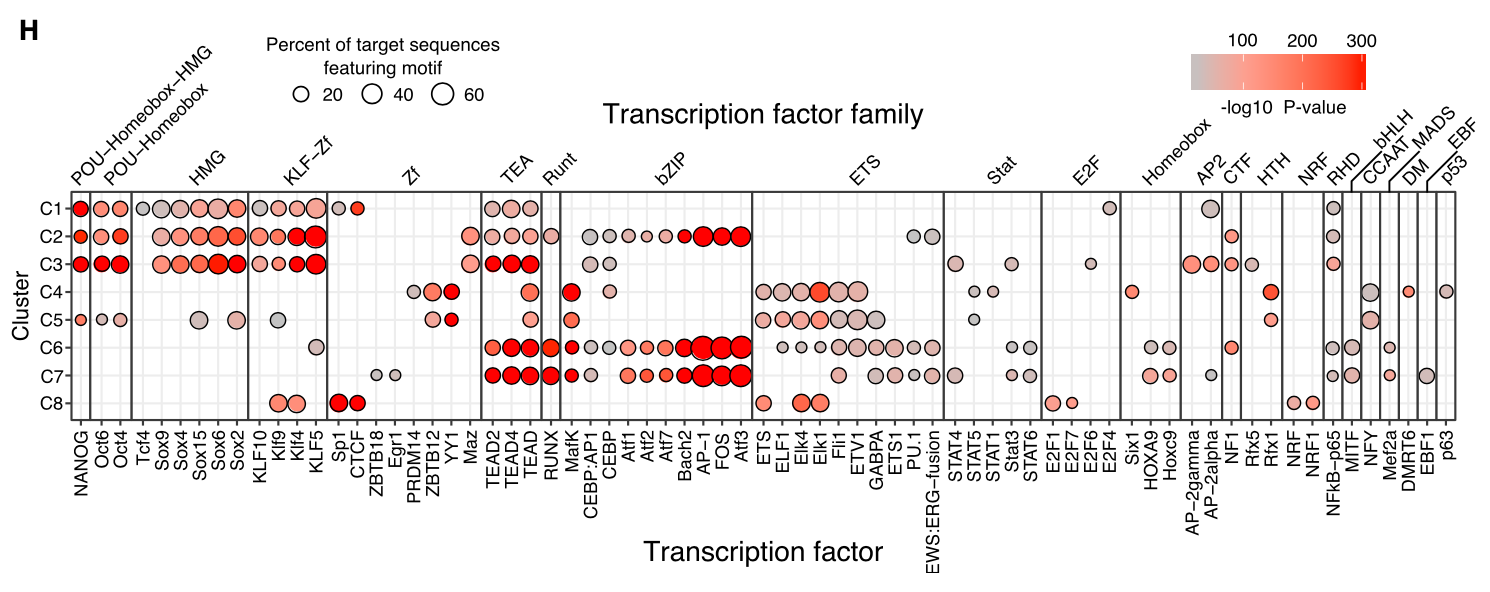 H
Percent of target sequences
featuring motif
20 40 60
100 200 300
-log10 P-value
Transcription factor family
POU-Homeobox-HMG
POU-Homeobox
HMG
KLF-Zf
Zf
TEA
Runt
bZIP
ETS
Stat
E2F
Homeobox
AP2
CTF
HTH
NRF
RHD
bHLH
CCAAT
MADS
DM
EBF
p53
Cluster
C1
C2
C3
C4
C5
C6
C7
C8
NANOG
Oct6
Oct4
Tcf4
Sox9
Sox4
Sox15
Sox6
Sox2
KLF10
Klf9
Klf4
KLF5
Sp1
CTCF
ZBTB18
Egr1
PRDM14
ZBTB12
YY1
Maz
TEAD2
TEAD4
TEAD
RUNX
MafK
CEBP:AP1
CEBP
Atf1
Atf2
Atf7
Bach2
AP-1
FOS
Atf3
ETS
ELF1
Elk4
Elk1
Fli1
ETV1
GABPA
ETS1
PU.1
EWS:ERG-fusion
STAT4
STAT5
STAT1
Stat3
STAT6
E2F1
E2F7
E2F6
E2F4
Six1
HOXA9
Hoxc9
AP-2gamma
AP-2alpha
NF1
Rfx5
Rfx1
NRF
NRF1
NFkB-p65
MITF
NFY
Mef2a
DMRT6
EBF1
p63
Transcription factor